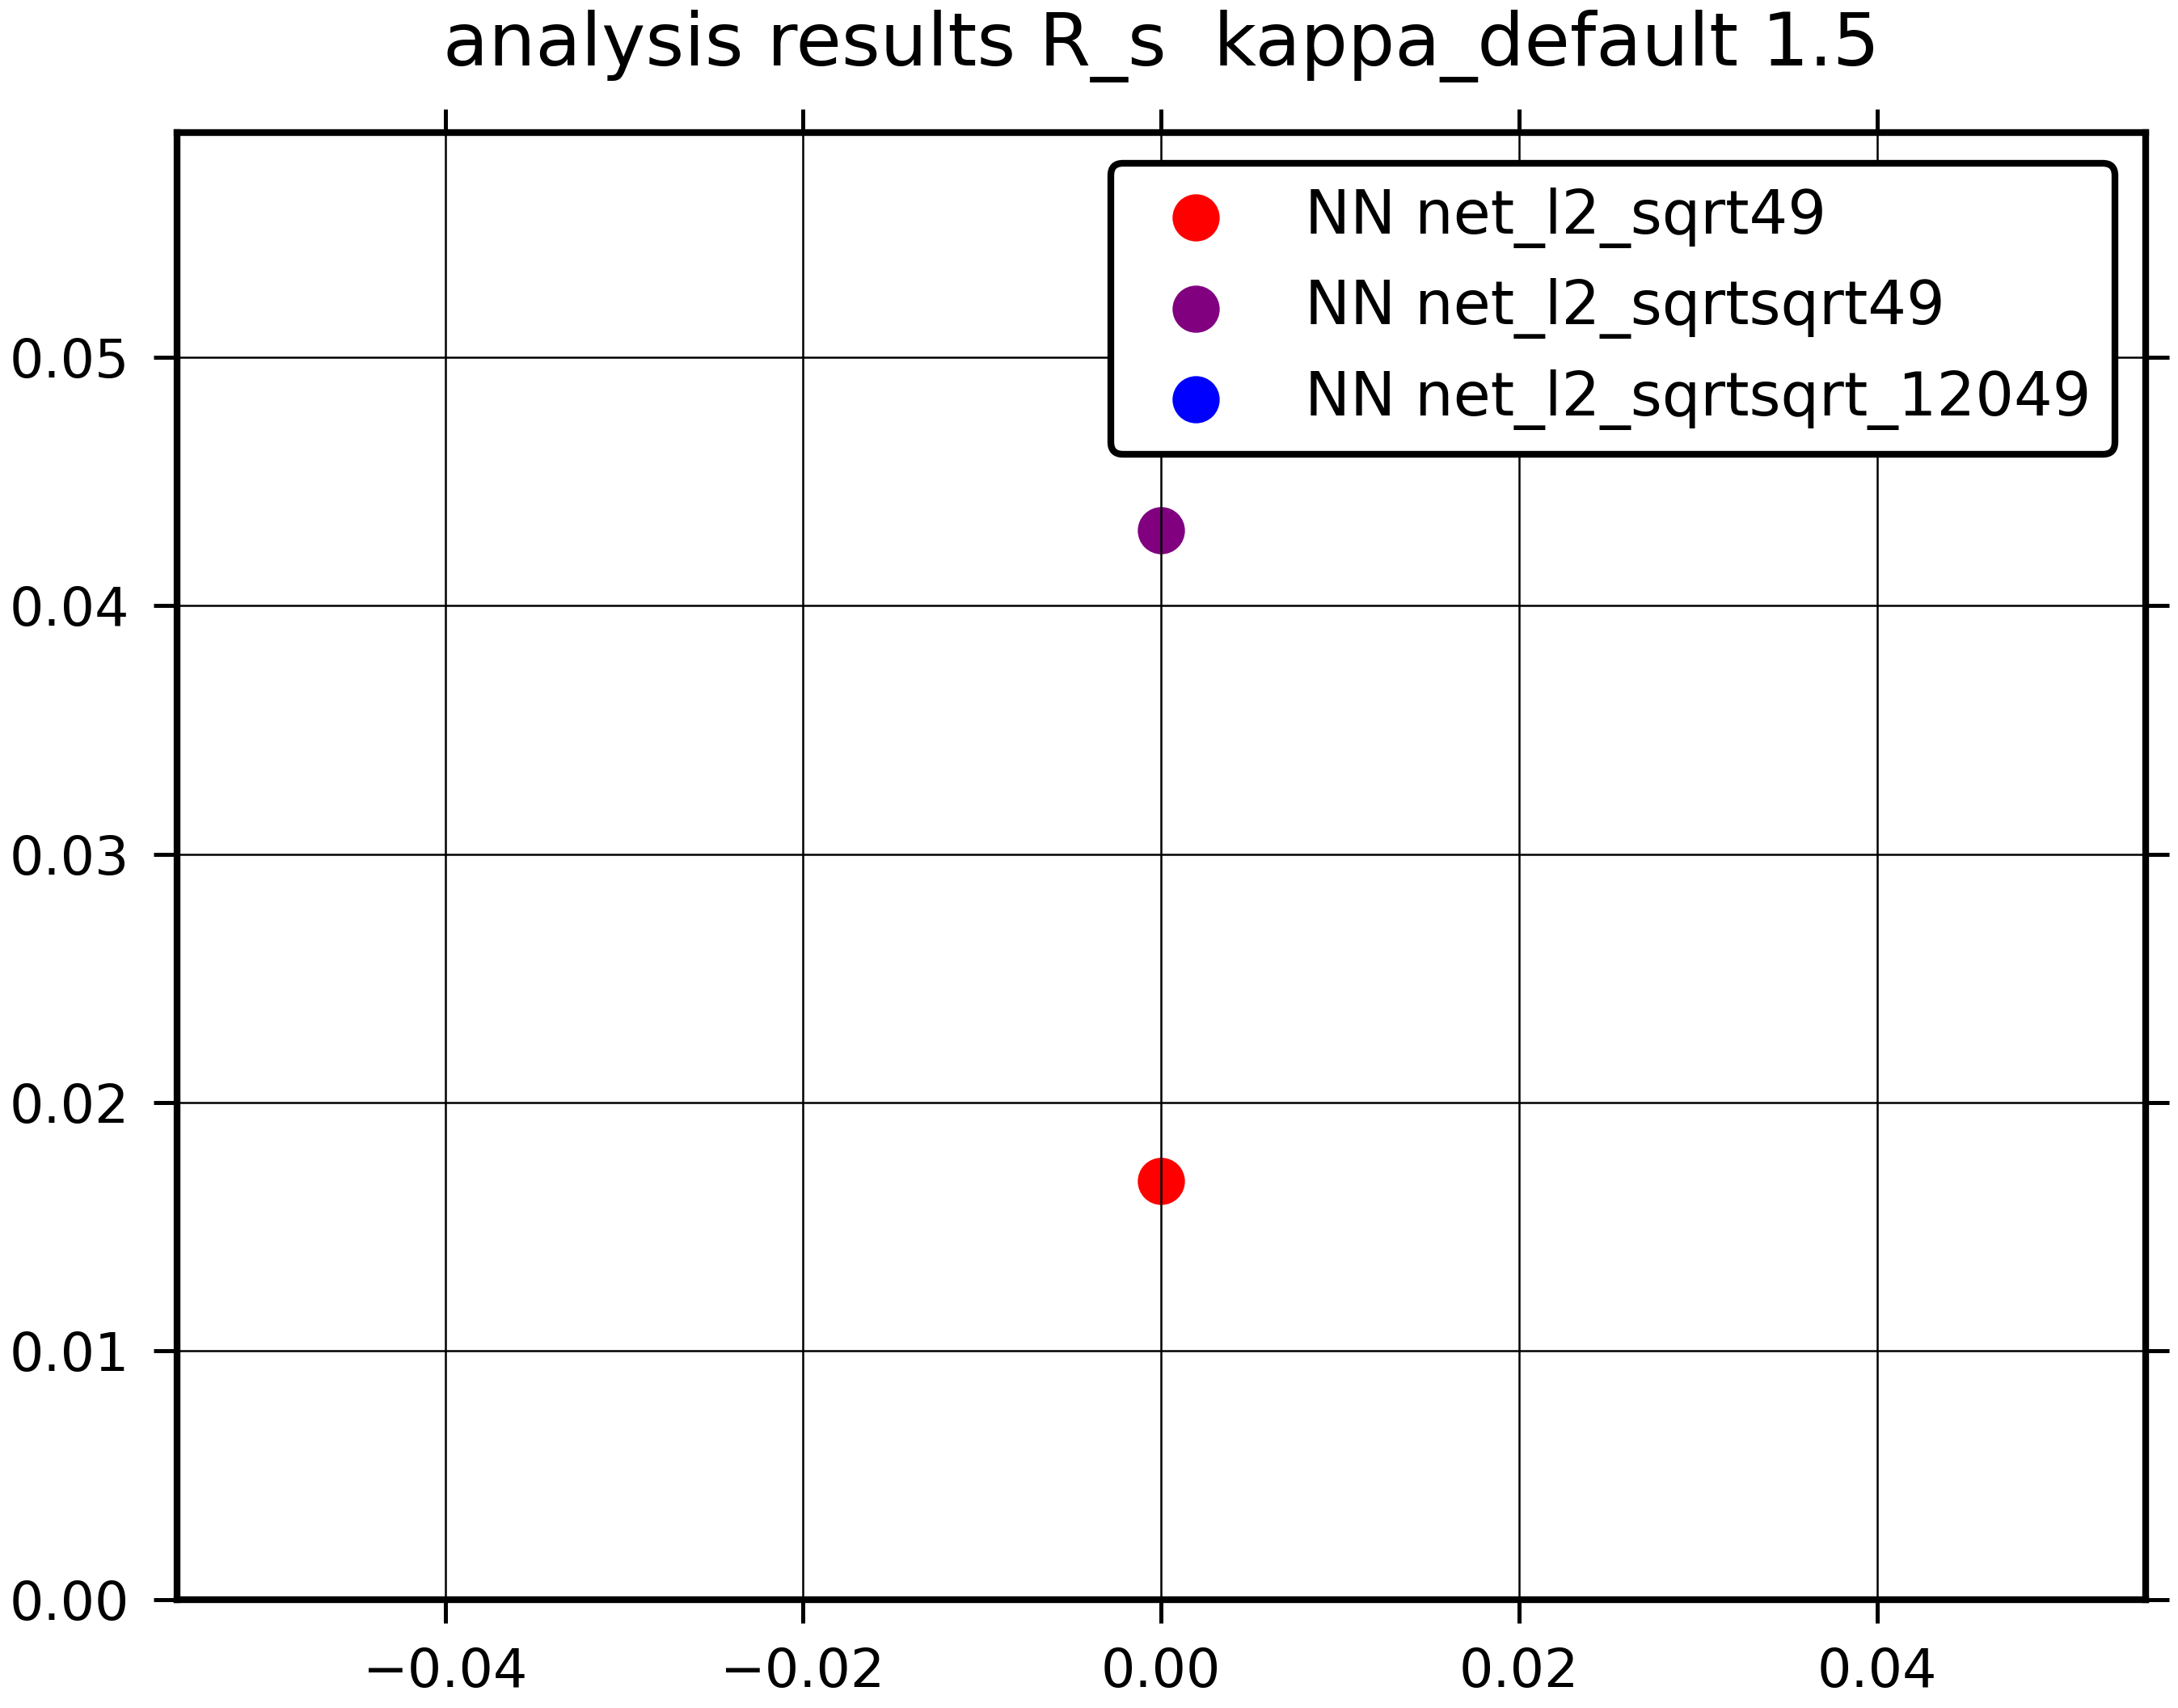 analysis results R_s  kappa_default 1.5
NN net_l2_sqrt49
NN net_l2_sqrtsqrt49
NN net_l2_sqrtsqrt_12049
0.05
0.04
0.03
0.02
0.01
0.00
−0.04
−0.02
0.00
0.02
0.04